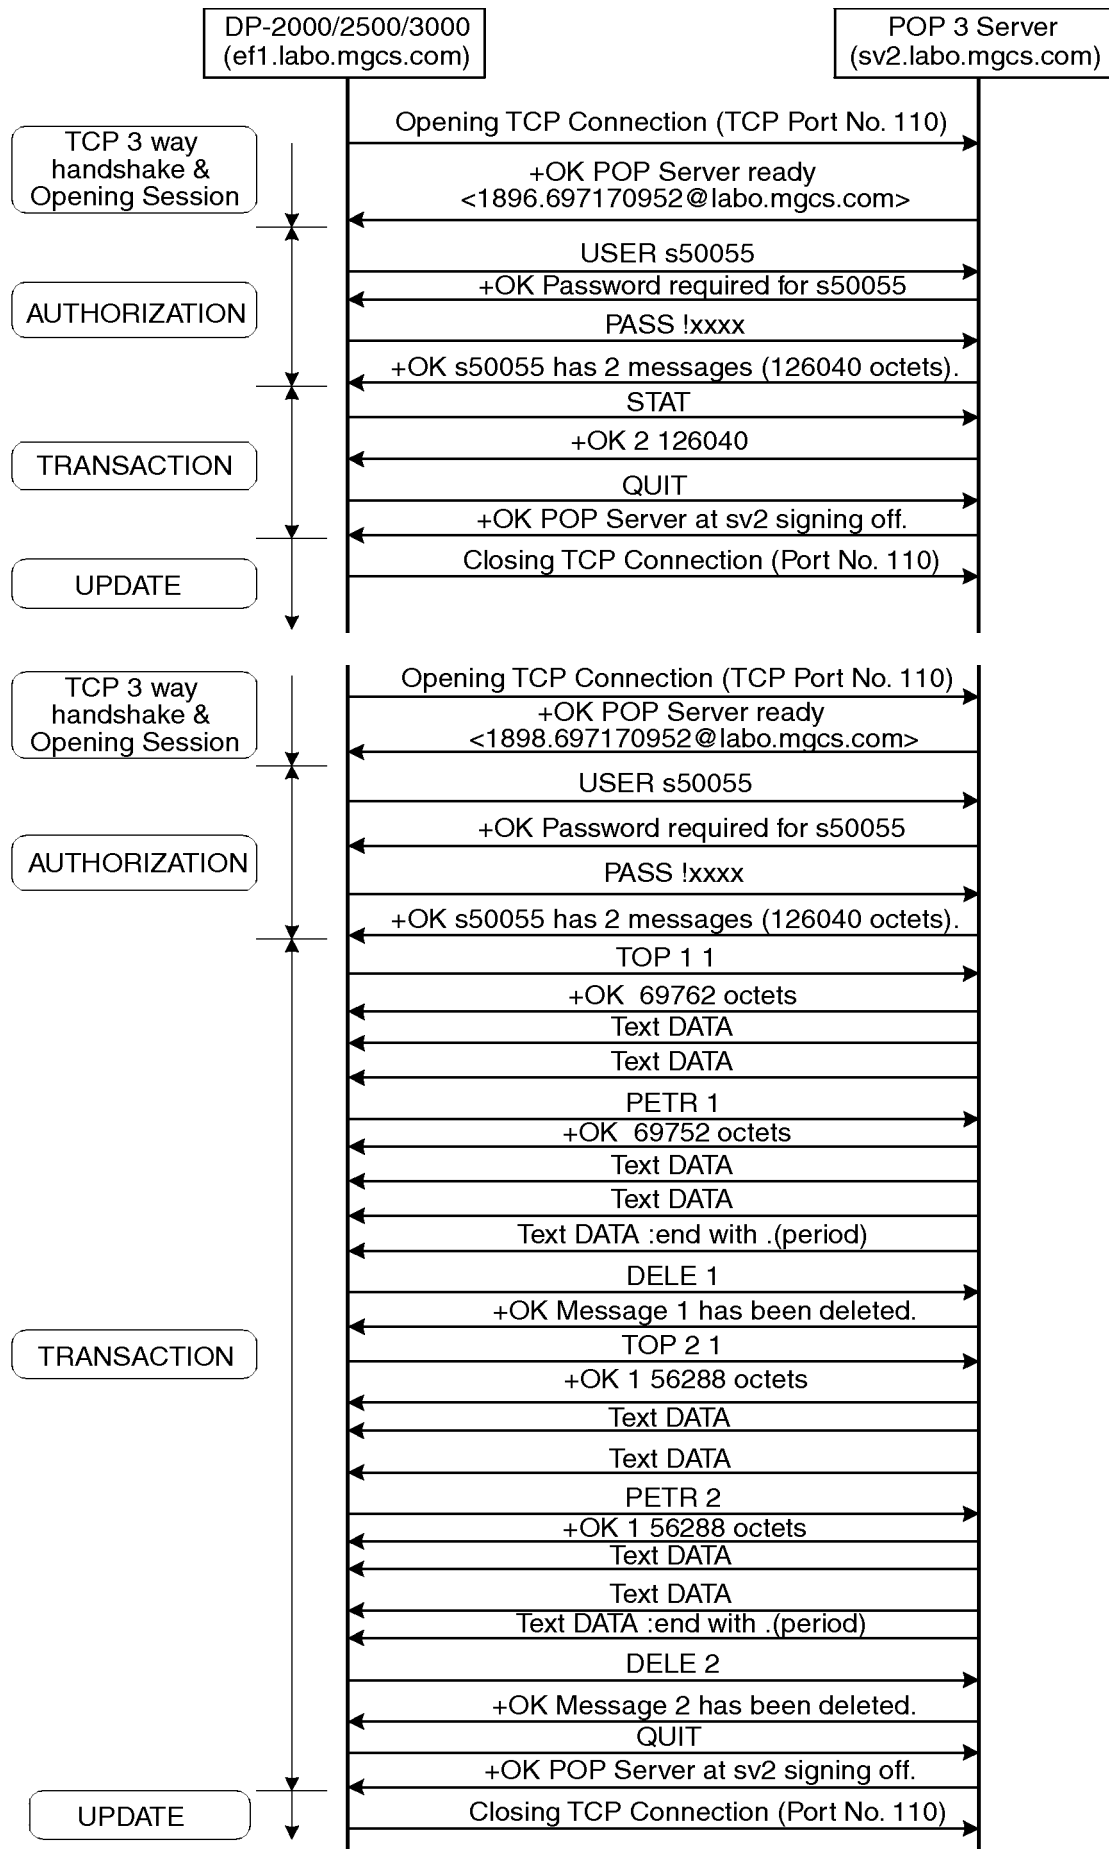 DP-2000/2500/3000
(ef1.labo.mgcs.com)
POP 3 Server
(sv2.labo.mgcs.com)
TCP 3 way
handshake &
Opening Session
Opening TCP Connection (TCP Port No. 110)
+OK POP Server ready
<1896.697170952@labo.mgcs.com>
AUTHORIZATION
USER s50055
+OK Password required for s50055
PASS !xxxx
+OK s50055 has 2 messages (126040 octets).
TRANSACTION
STAT
+OK 2 126040
QUIT
+OK POP Server at sv2 signing off.
UPDATE
Closing TCP Connection (Port No. 110)
TCP 3 way
handshake &
Opening Session
Opening TCP Connection (TCP Port No. 110)
+OK POP Server ready
<1898.697170952@labo.mgcs.com>
AUTHORIZATION
USER s50055
+OK Password required for s50055
PASS !xxxx
+OK s50055 has 2 messages (126040 octets).
TRANSACTION
TOP 1 1
+OK  69762 octets
Text DATA
Text DATA
PETR 1
+OK  69752 octets
Text DATA
Text DATA
Text DATA :end with .(period)
DELE 1
+OK Message 1 has been deleted.
TOP 2 1
+OK 1 56288 octets
Text DATA
Text DATA
PETR 2
+OK 1 56288 octets
Text DATA
Text DATA
Text DATA :end with .(period)
DELE 2
+OK Message 2 has been deleted.
QUIT
+OK POP Server at sv2 signing off.
UPDATE
Closing TCP Connection (Port No. 110)